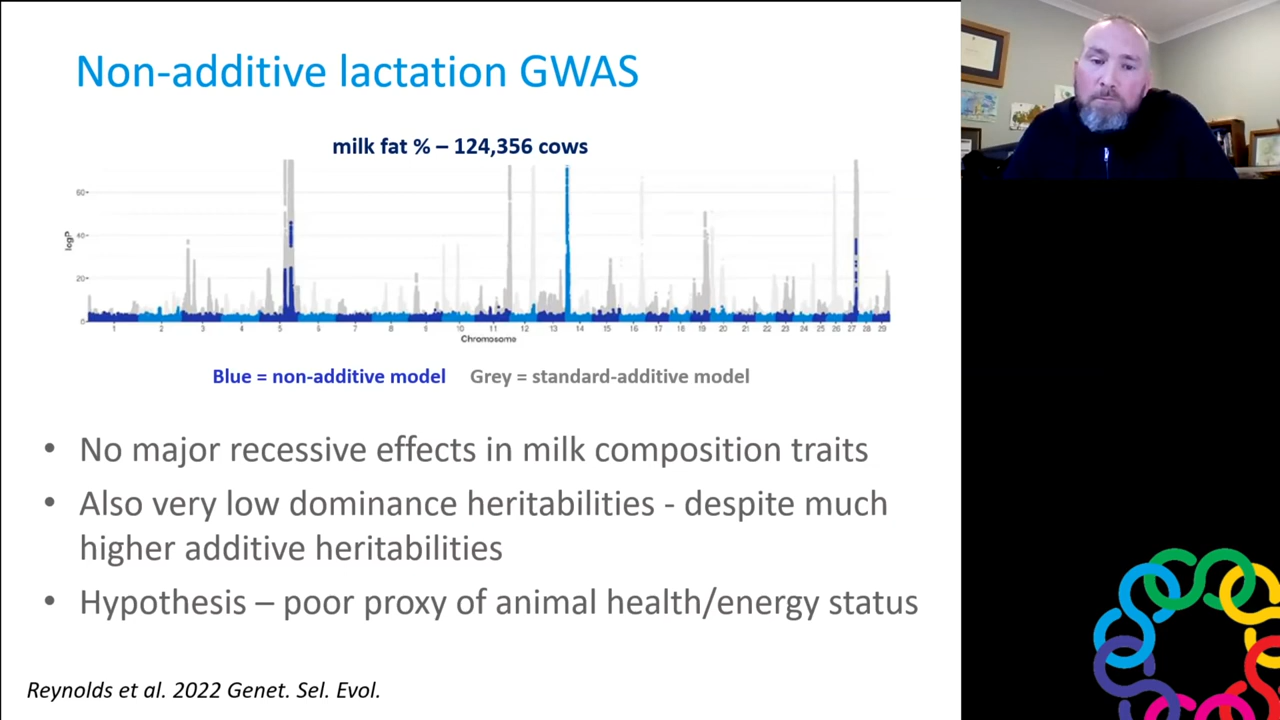 Non-additive lactation GWAS
milk fat % – 124,356 cows
60
40
20
0
logP
1 2 3 4 5 6 7 8 9 10 11 12 13 14 15 16 17 18 19 20 21 22 23 24 25 26 27 28 29
Chromosome
Blue = non-additive model Grey = standard-additive model
• No major recessive effects in milk composition traits
• Also very low dominance heritabilities - despite much
higher additive heritabilities
• Hypothesis – poor proxy of animal health/energy status
Reynolds et al. 2022 Genet. Sel. Evol.